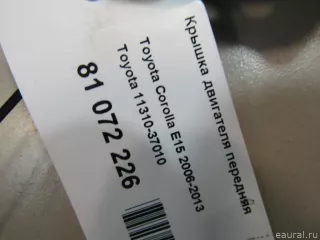 Крышка двигателя передняя
Toyota Corolla E15 2006-2013
Toyota 11310-37010
81 072 226
© eaural.ru/